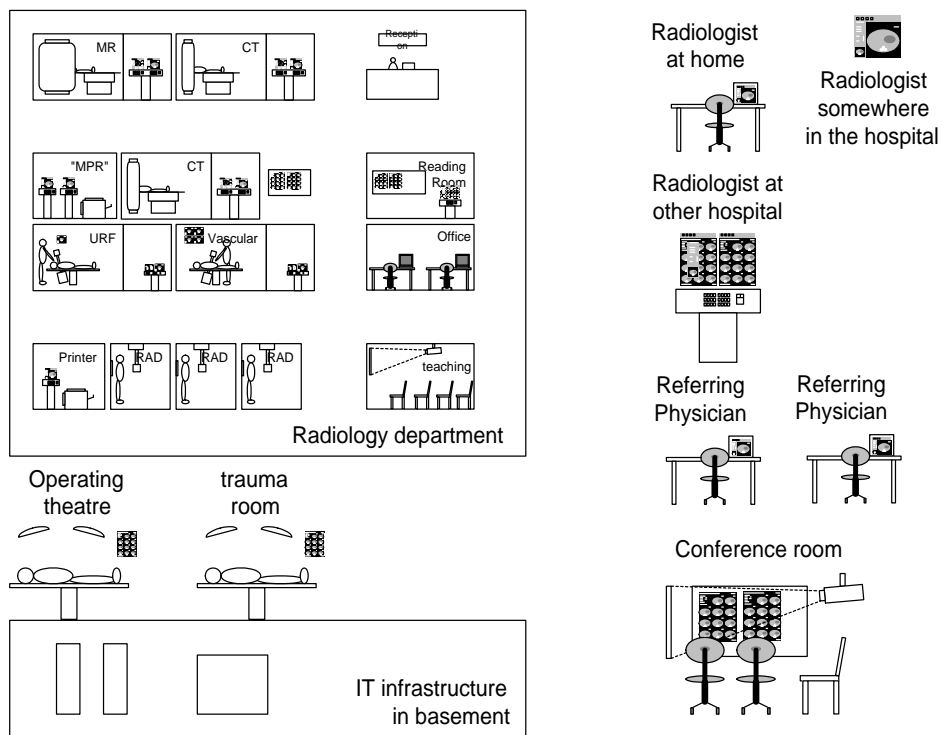 MR
CT
Recepti
on
"MPR"
CT
Reading
Room
URF
Vascular
Office
Printer
RAD
RAD
RAD
teaching
Radiology department
Operating
theatre
trauma
room
IT infrastructure
in basement
Radiologist
at home
Radiologist
somewhere
in the hospital
Radiologist at
other hospital
Referring
Physician
Referring
Physician
Conference room